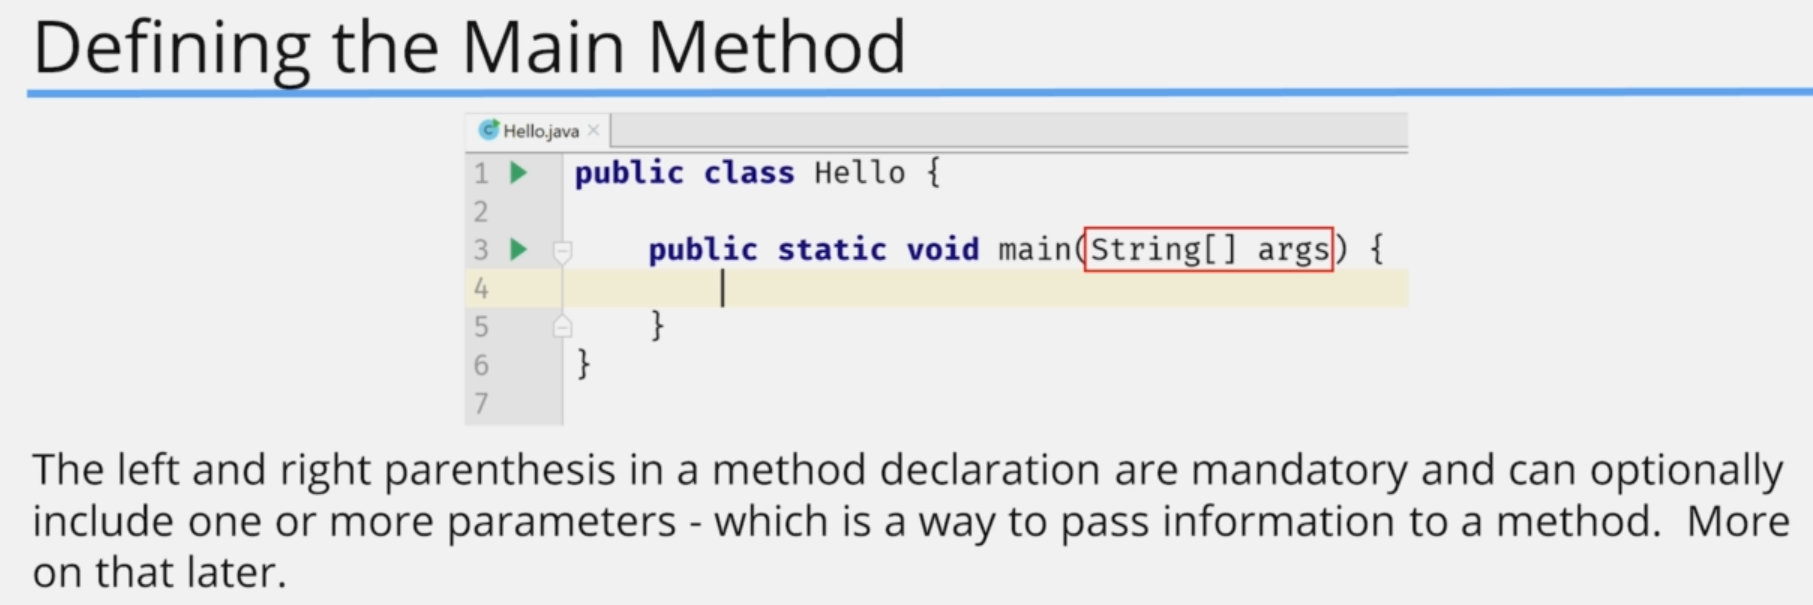 Defining the Main Method
Hello.java
1 public class Hello {
2
3 public static void main(String[] args) {
4
5 }
6 }
7
The left and right parenthesis in a method declaration are mandatory and can optionally
include one or more parameters - which is a way to pass information to a method.  More
on that later.